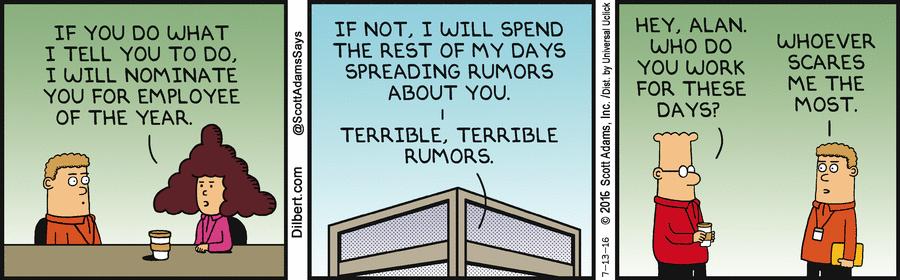 IF YOU DO WHAT
I TELL YOU TO DO,
I WILL NOMINATE
YOU FOR EMPLOYEE
OF THE YEAR.
Dilbert.com @ScottAdamsSays
IF NOT, I WILL SPEND
THE REST OF MY DAYS
SPREADING RUMORS
ABOUT YOU.
TERRIBLE, TERRIBLE
RUMORS.
7-13-16 © 2016 Scott Adams, Inc. /Dist. by Universal Uclick
HEY, ALAN.
WHO DO
YOU WORK
FOR THESE
DAYS?
WHOEVER
SCARES
ME THE
MOST.